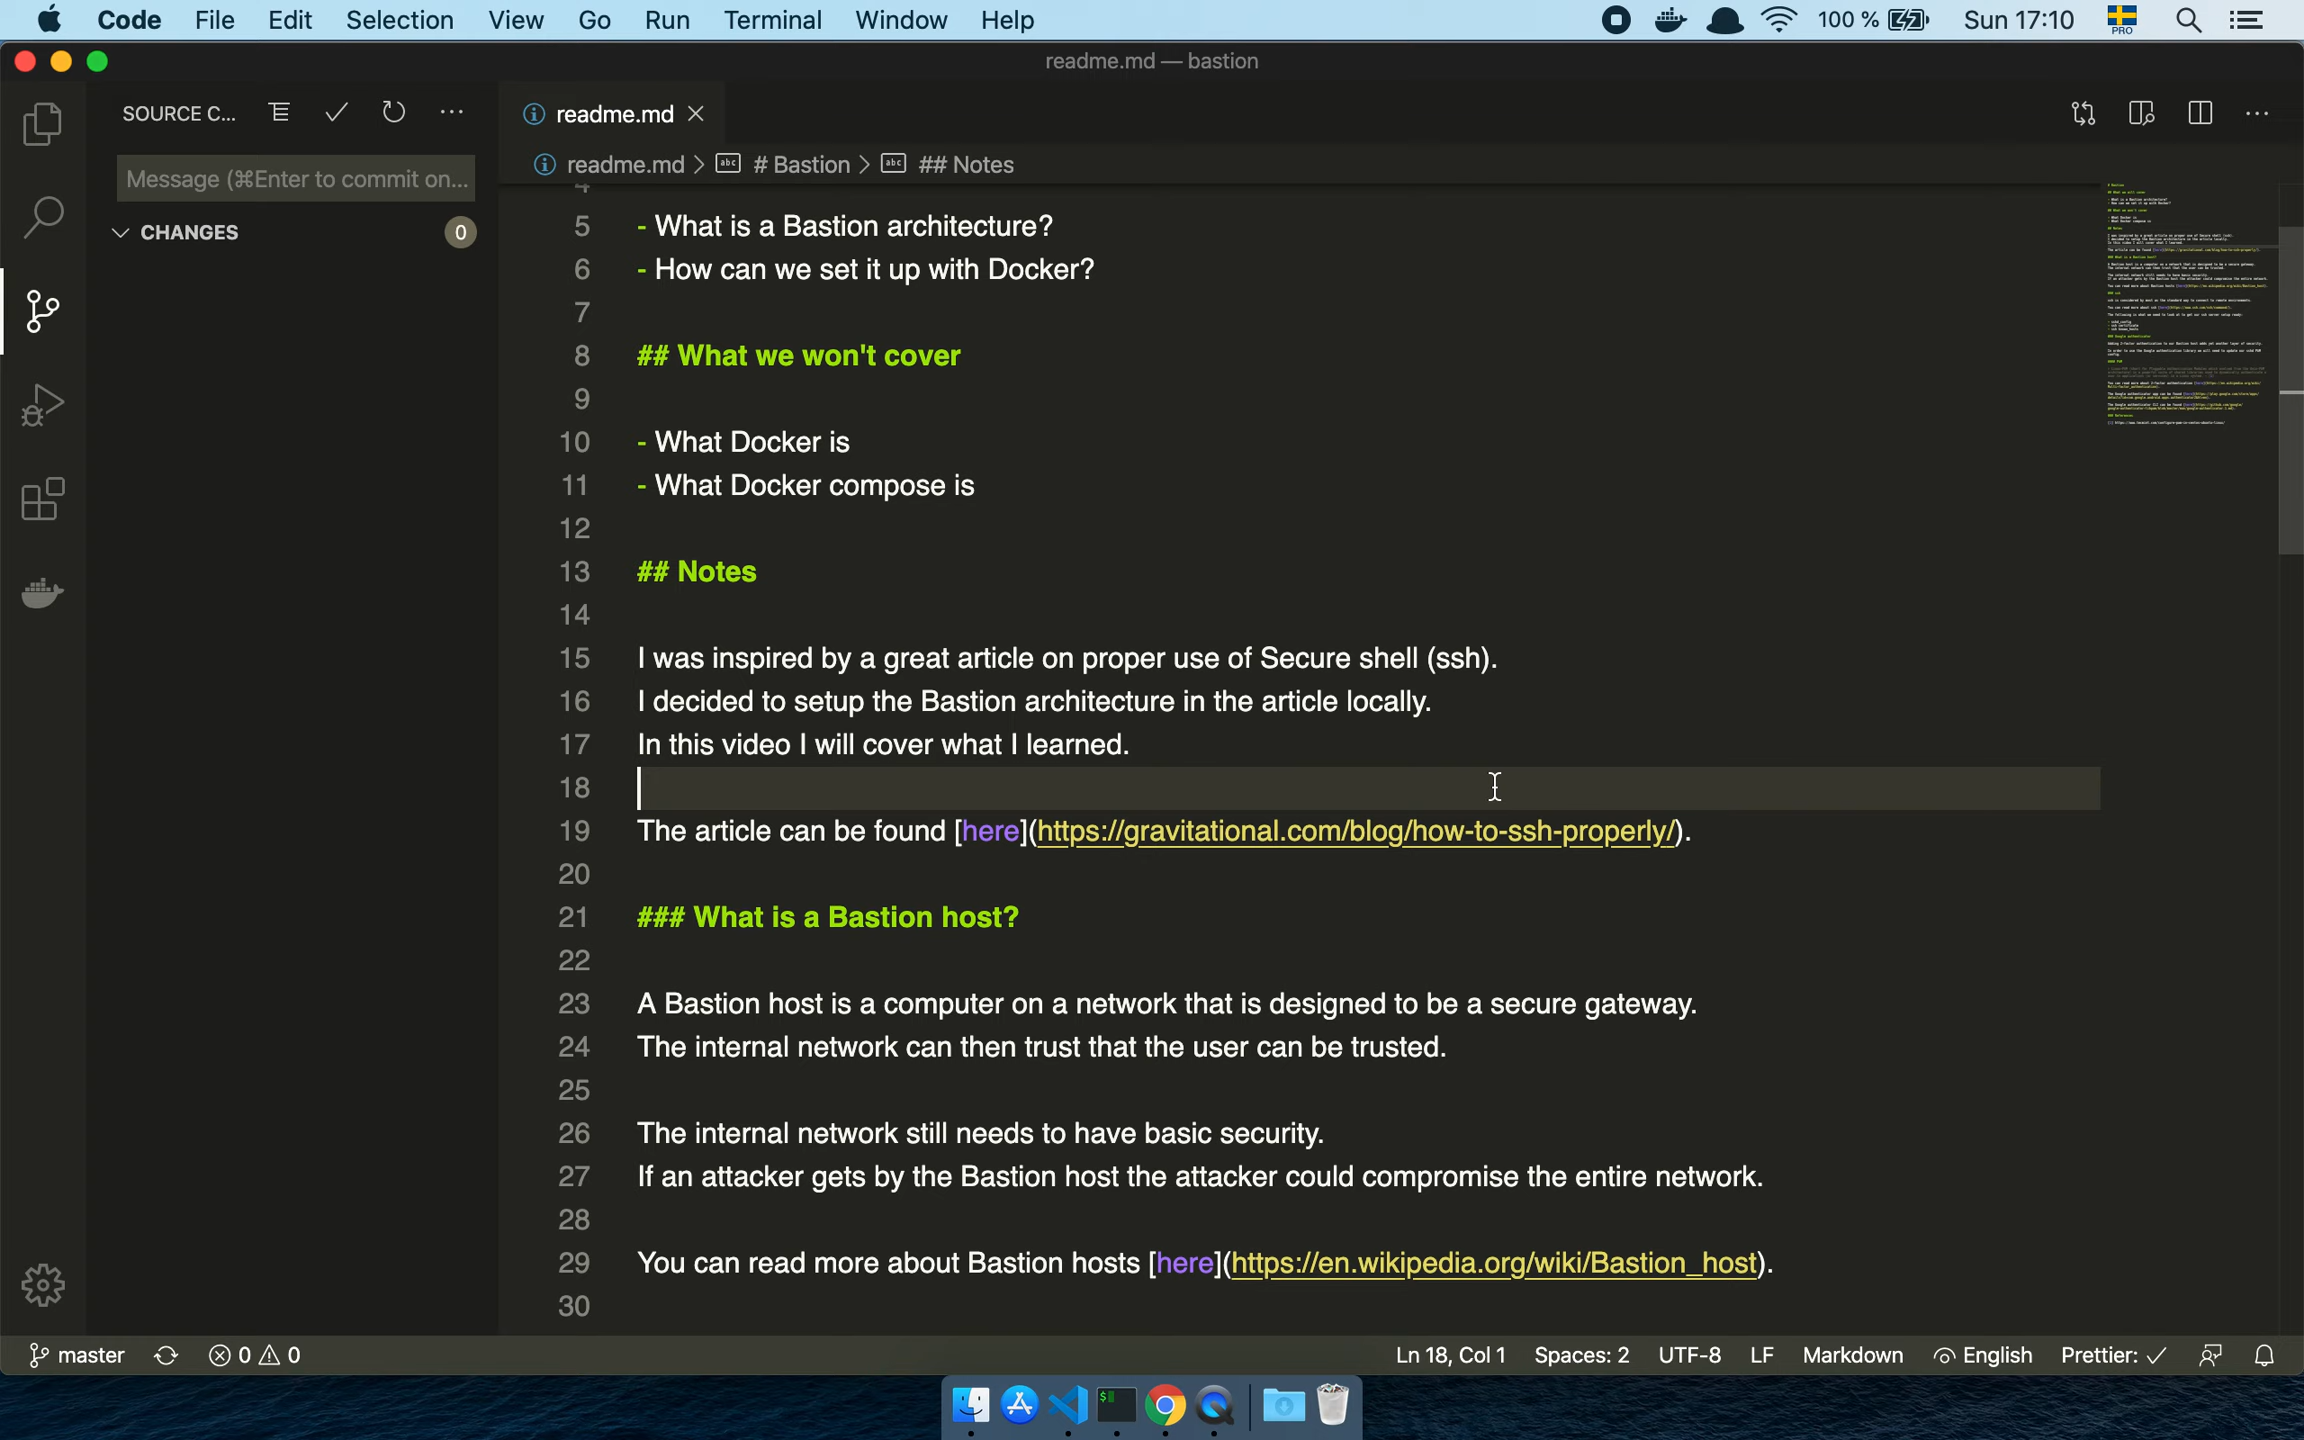 Code File Edit Selection View Go Run Terminal Window Help 100 % Sun 17:10 PRO
readme.md — bastion
SOURCE C...
readme.md
readme.md > # Bastion > ## Notes
Message (⌘Enter to commit on...
CHANGES 0
4
5 - What is a Bastion architecture?
6 - How can we set it up with Docker?
7
8 ## What we won't cover
9
10 - What Docker is
11 - What Docker compose is
12
13 ## Notes
14
15 I was inspired by a great article on proper use of Secure shell (ssh).
16 I decided to setup the Bastion architecture in the article locally.
17 In this video I will cover what I learned.
18
19 The article can be found [here](https://gravitational.com/blog/how-to-ssh-properly/).
20
21 ### What is a Bastion host?
22
23 A Bastion host is a computer on a network that is designed to be a secure gateway.
24 The internal network can then trust that the user can be trusted.
25
26 The internal network still needs to have basic security.
27 If an attacker gets by the Bastion host the attacker could compromise the entire network.
28
29 You can read more about Bastion hosts [here](https://en.wikipedia.org/wiki/Bastion_host).
30
master 0 0 Ln 18, Col 1 Spaces: 2 UTF-8 LF Markdown English Prettier: ✓